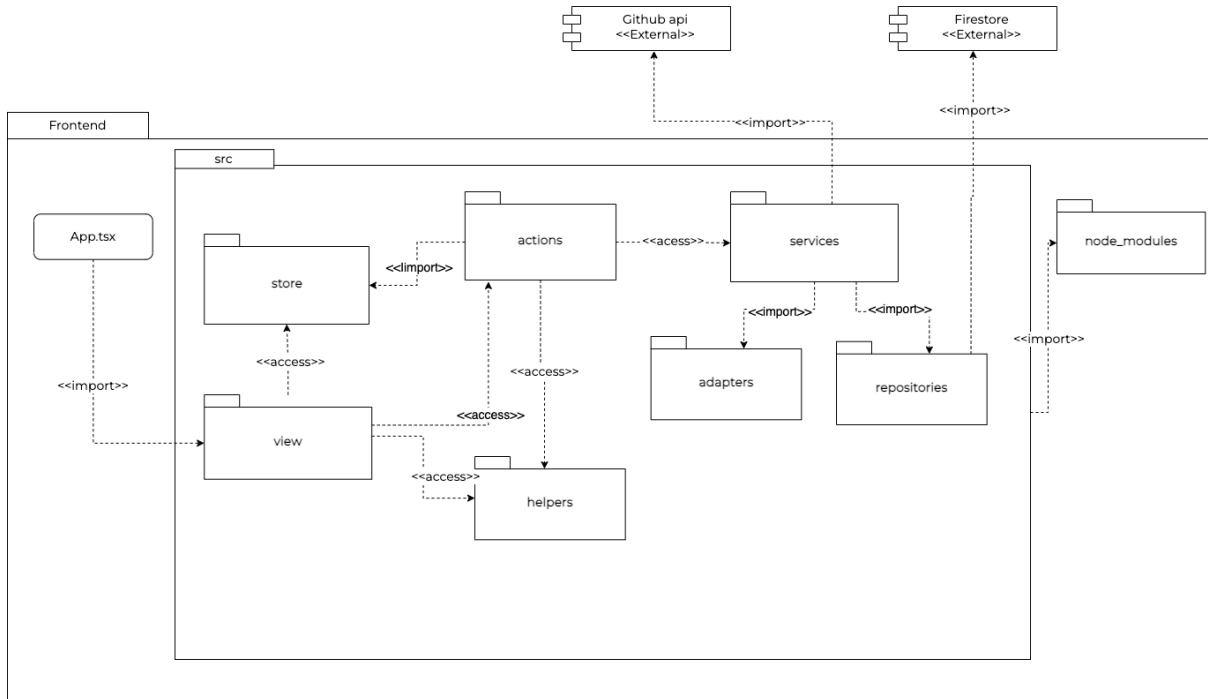 Github api
<<External>>
Firestore
<<External>>
<<import>>
<<import>>
Frontend
src
App.tsx
actions
<<acess>>
services
node_modules
store
<<Iimport>>
<<import>>
<<import>>
<<import>>
<<access>>
<<access>>
adapters
repositories
<<import>>
<<access>>
view
<<access>>
helpers